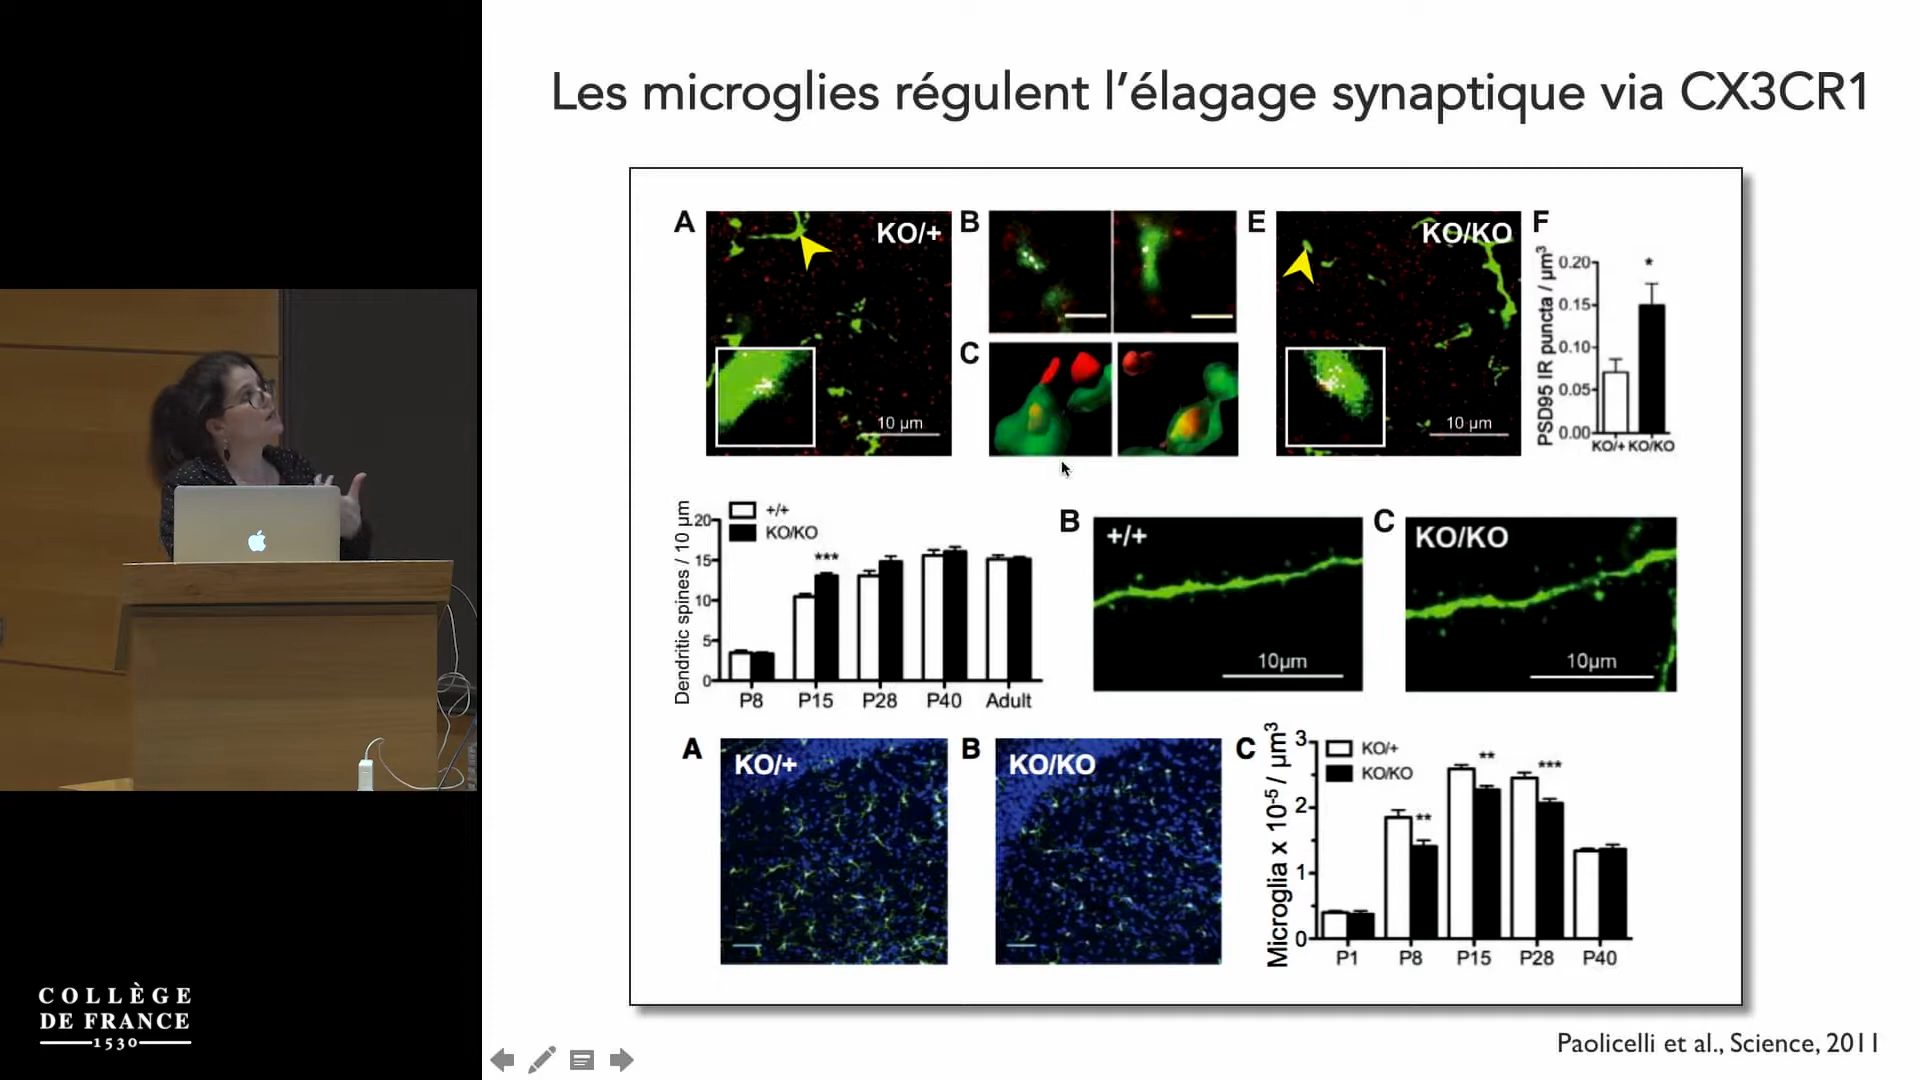 Les microglies régulent l'élagage synaptique via CX3CR1
A
KO/+
10 µm
B
C
E
KO/KO
10 µm
F
PSD95 IR puncta / µm³
0.20
0.15
0.10
0.05
0.00
*
KO/+ KO/KO
Dendritic spines / 10 µm
20
15
10
5
0
+/+
KO/KO
***
P8 P15 P28 P40 Adult
B
+/+
10µm
C
KO/KO
10µm
A
KO/+
B
KO/KO
C
Microglia x 10⁻⁵ / µm³
3
2
1
0
KO/+
KO/KO
**
**
***
P1 P8 P15 P28 P40
COLLÈGE
DE FRANCE
1530
Paolicelli et al., Science, 2011